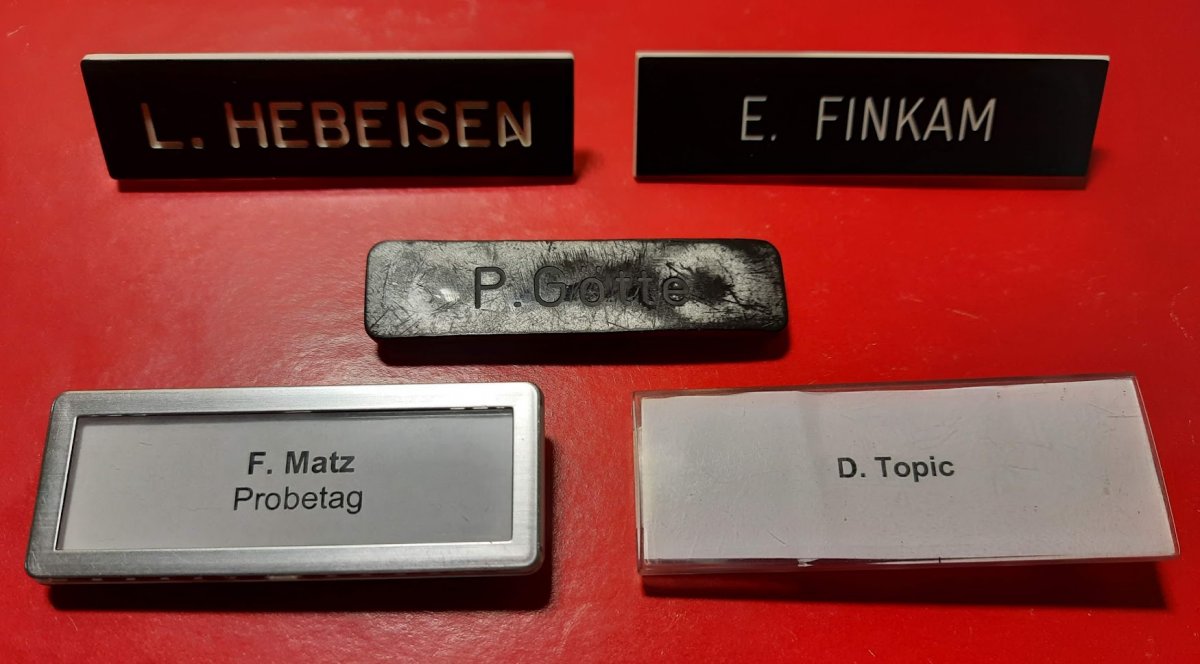 L. HEBEISEN
E. FINKAM
P. Götte
F. Matz
Probetag
D. Topic